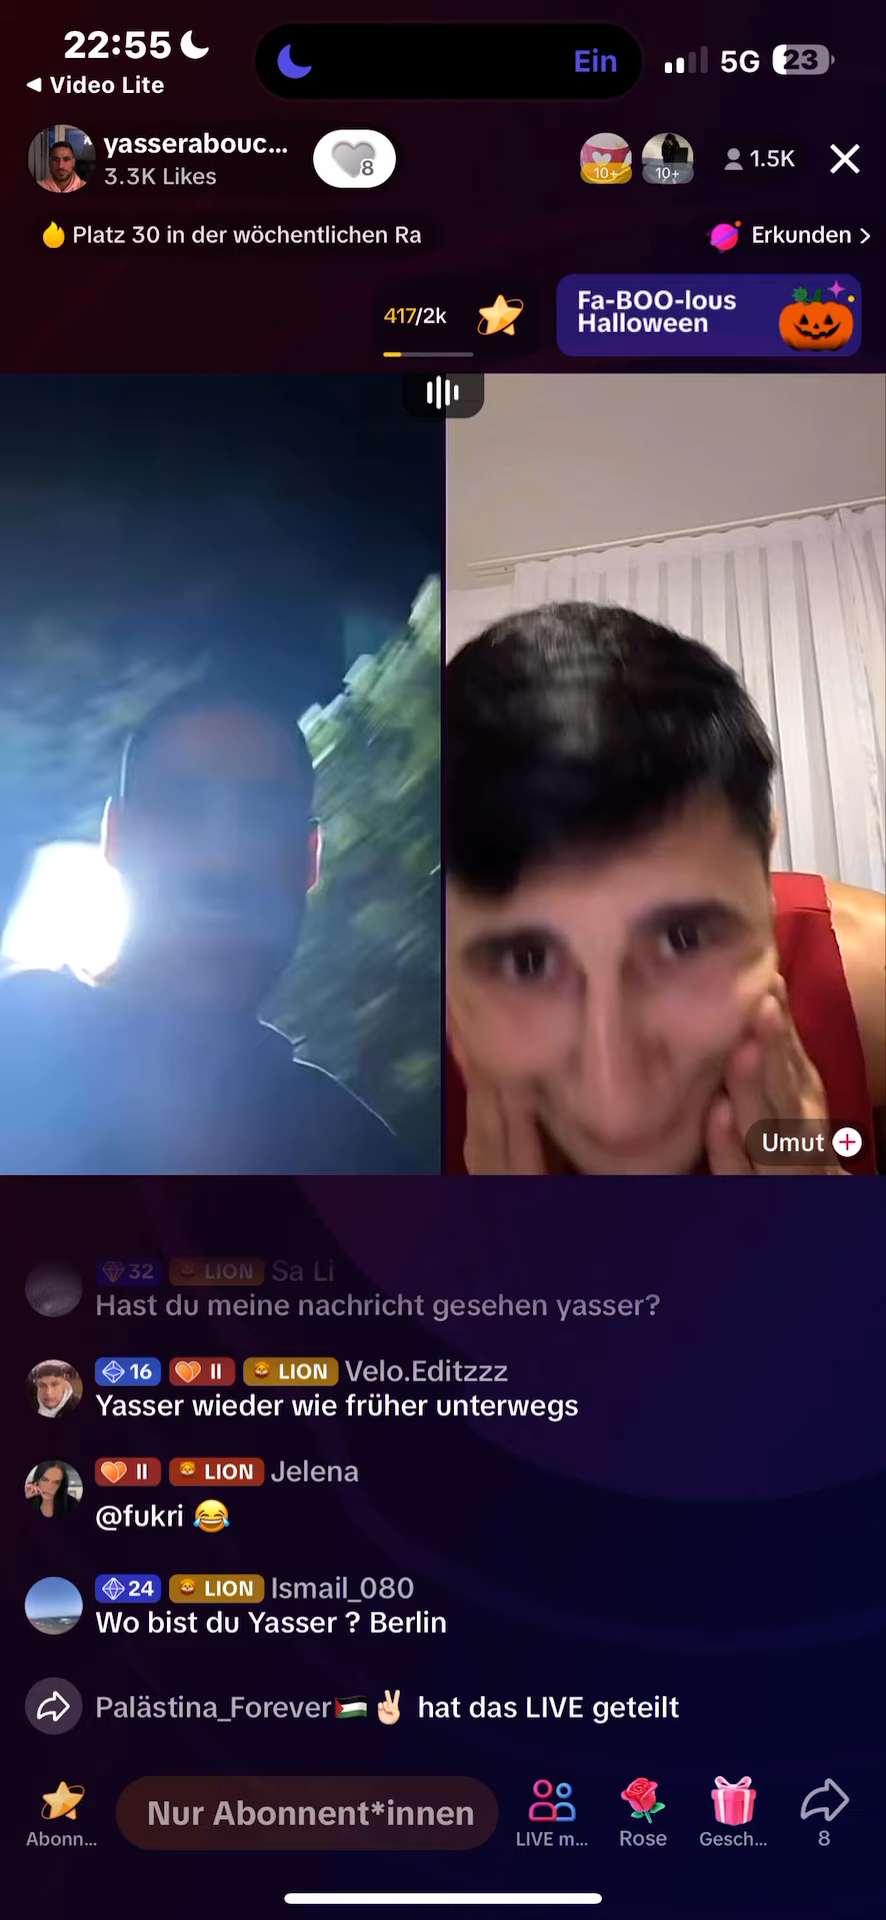 22:55
Ein
5G
23
Video Lite
yasserabouc...
3.3K Likes
8
10+
10+
1.5K
Platz 30 in der wöchentlichen Ra
Erkunden
417/2k
Fa-BOO-lous
Halloween
Umut
32 LION Sa Li
Hast du meine nachricht gesehen yasser?
16 II LION Velo.Editzzz
Yasser wieder wie früher unterwegs
II LION Jelena
@fukri 😂
24 LION Ismail_080
Wo bist du Yasser ? Berlin
Palästina_Forever🇵🇸✌🏻 hat das LIVE geteilt
Nur Abonnent*innen
Abonn...
LIVE m...
Rose
Gesch...
8